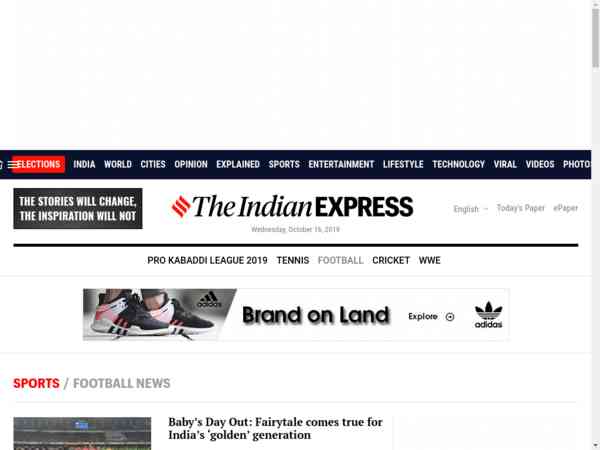 ELECTIONS INDIA WORLD CITIES OPINION EXPLAINED SPORTS ENTERTAINMENT LIFESTYLE TECHNOLOGY VIRAL VIDEOS PHOTOS
THE STORIES WILL CHANGE,
THE INSPIRATION WILL NOT
The Indian EXPRESS
English
Today's Paper
ePaper
Wednesday, October 16, 2019
PRO KABADDI LEAGUE 2019 TENNIS FOOTBALL CRICKET WWE
adidas
Brand on Land
Explore
adidas
SPORTS / FOOTBALL NEWS
Baby's Day Out: Fairytale comes true for
India's ‘golden’ generation